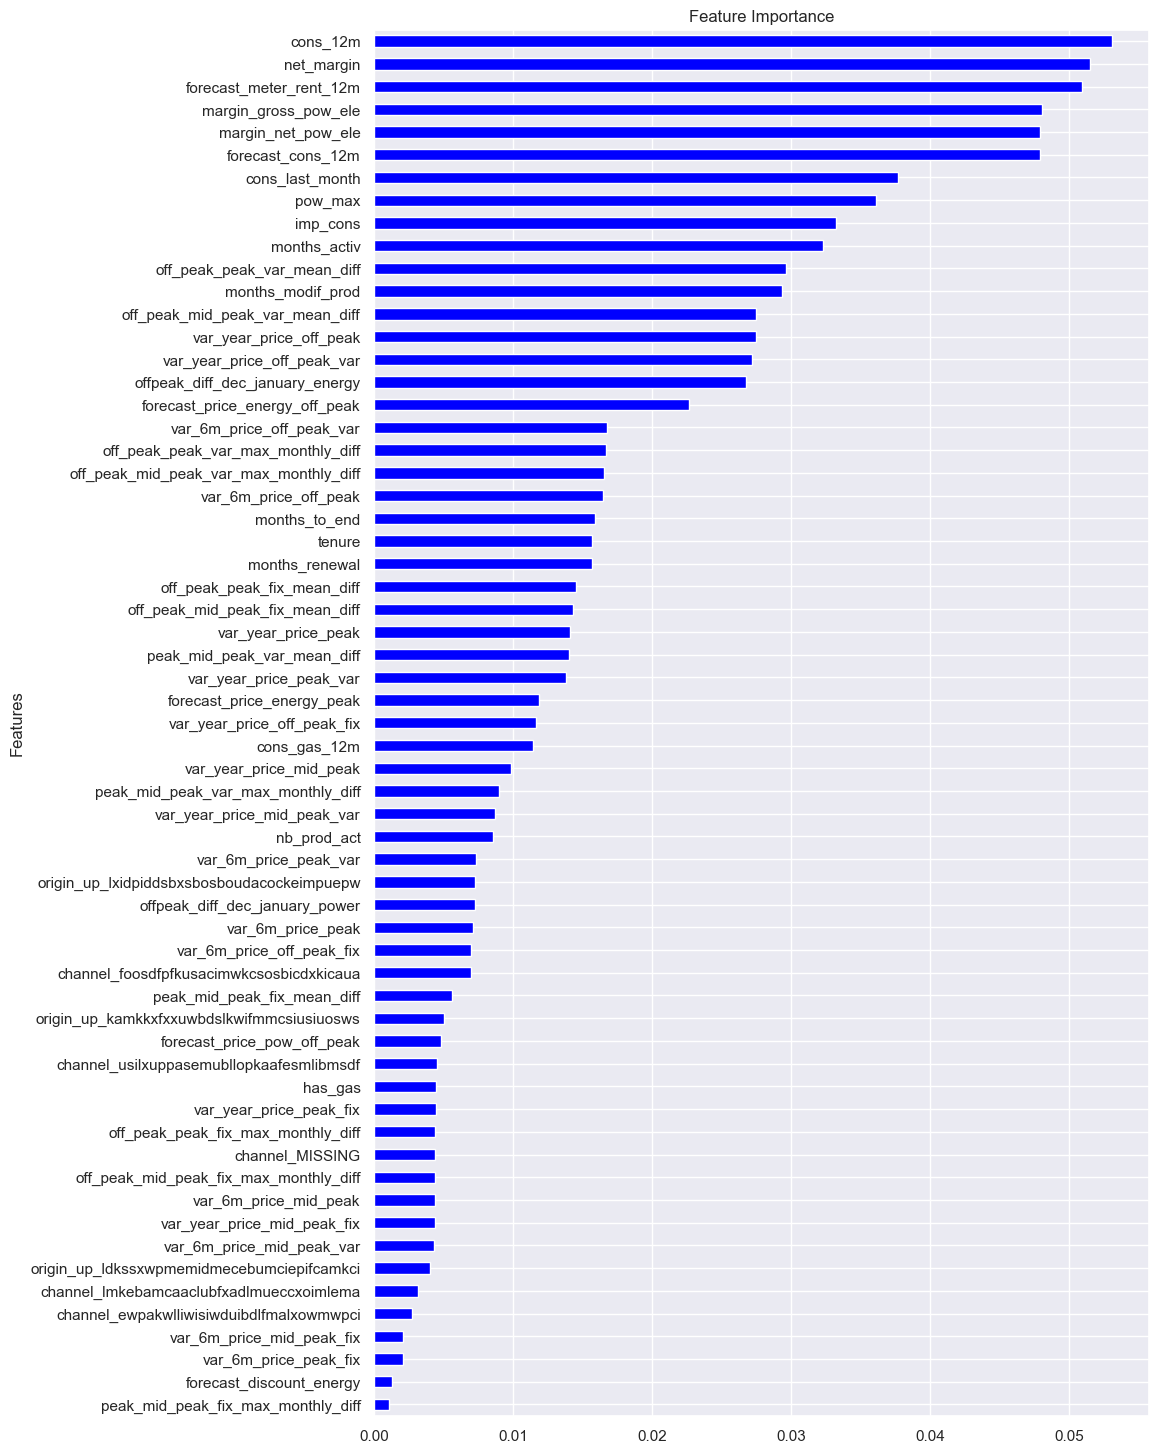 Feature Importance
cons_12m
net_margin
forecast_meter_rent_12m
margin_gross_pow_ele
margin_net_pow_ele
forecast_cons_12m
cons_last_month
pow_max
imp_cons
months_activ
off_peak_peak_var_mean_diff
months_modif_prod
off_peak_mid_peak_var_mean_diff
var_year_price_off_peak
var_year_price_off_peak_var
offpeak_diff_dec_january_energy
forecast_price_energy_off_peak
var_6m_price_off_peak_var
off_peak_peak_var_max_monthly_diff
off_peak_mid_peak_var_max_monthly_diff
var_6m_price_off_peak
months_to_end
tenure
months_renewal
off_peak_peak_fix_mean_diff
off_peak_mid_peak_fix_mean_diff
var_year_price_peak
peak_mid_peak_var_mean_diff
var_year_price_peak_var
forecast_price_energy_peak
var_year_price_off_peak_fix
cons_gas_12m
var_year_price_mid_peak
peak_mid_peak_var_max_monthly_diff
var_year_price_mid_peak_var
nb_prod_act
var_6m_price_peak_var
origin_up_lxidpiddsbxsbosboudacockeimpuepw
offpeak_diff_dec_january_power
var_6m_price_peak
var_6m_price_off_peak_fix
channel_foosdfpfkusacimwkcsosbicdxkicaua
peak_mid_peak_fix_mean_diff
origin_up_kamkkxfxxuwbdslkwifmmcsiusiuosws
forecast_price_pow_off_peak
channel_usilxuppasemubllopkaafesmlibmsdf
has_gas
var_year_price_peak_fix
off_peak_peak_fix_max_monthly_diff
channel_MISSING
off_peak_mid_peak_fix_max_monthly_diff
var_6m_price_mid_peak
var_year_price_mid_peak_fix
var_6m_price_mid_peak_var
origin_up_ldkssxwpmemidmecebumciepifcamkci
channel_lmkebamcaaclubfxadlmueccxoimlema
channel_ewpakwlliwisiwduibdlfmalxowmwpci
var_6m_price_mid_peak_fix
var_6m_price_peak_fix
forecast_discount_energy
peak_mid_peak_fix_max_monthly_diff
Features
0.00 0.01 0.02 0.03 0.04 0.05